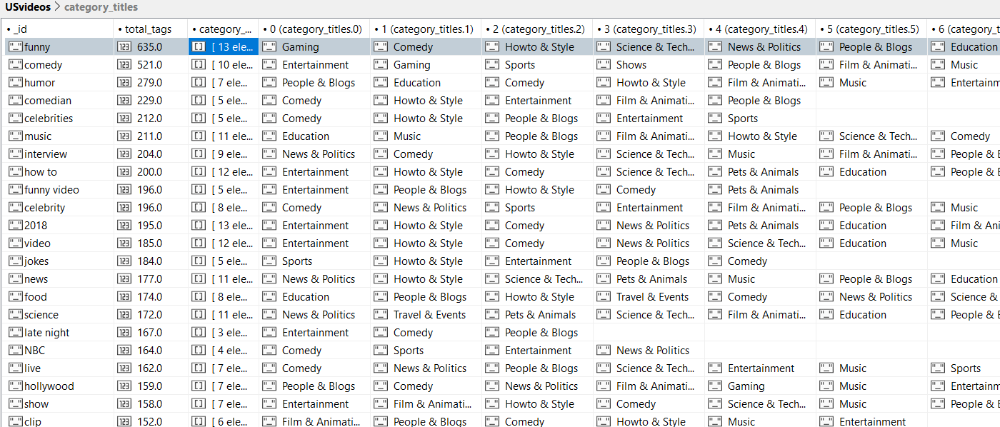 USvideos > category_titles
_id total_tags category_... 0 (category_titles.0) 1 (category_titles.1) 2 (category_titles.2) 3 (category_titles.3) 4 (category_titles.4) 5 (category_titles.5) 6 (category_t
funny 635.0 [ 13 ele... Gaming Comedy Howto & Style Science & Tech... News & Politics People & Blogs Education
comedy 521.0 [ 10 ele... Entertainment Gaming Sports Shows People & Blogs Film & Animati... Music
humor 279.0 [ 7 ele... People & Blogs Education Comedy Howto & Style Film & Animati... Music Entertainm
comedian 229.0 [ 5 ele... Comedy Howto & Style Entertainment Film & Animati... People & Blogs
celebrities 212.0 [ 5 ele... Comedy Howto & Style People & Blogs Entertainment Sports
music 211.0 [ 11 ele... Education Music People & Blogs Film & Animati... Howto & Style Science & Tech... Comedy
interview 204.0 [ 9 ele... News & Politics Comedy Howto & Style Science & Tech... Music Film & Animati... People & B
how to 200.0 [ 12 ele... Entertainment Howto & Style Comedy Science & Tech... Pets & Animals Education People & B
funny video 196.0 [ 5 ele... Entertainment People & Blogs Howto & Style Comedy Pets & Animals
celebrity 196.0 [ 8 ele... Comedy News & Politics Sports Entertainment Film & Animati... People & Blogs Music
2018 195.0 [ 13 ele... Entertainment Howto & Style Comedy News & Politics Pets & Animals Education Film & Ani
video 185.0 [ 12 ele... Entertainment Howto & Style Comedy News & Politics Science & Tech... Education Music
jokes 184.0 [ 5 ele... Sports Howto & Style Entertainment People & Blogs Comedy
news 177.0 [ 11 ele... News & Politics Howto & Style Science & Tech... Pets & Animals Music People & Blogs Education
food 174.0 [ 8 ele... Education People & Blogs Howto & Style Travel & Events Comedy News & Politics Science &
science 172.0 [ 11 ele... News & Politics Travel & Events Pets & Animals Science & Tech... Film & Animati... Education People & B
late night 167.0 [ 3 ele... Entertainment Comedy People & Blogs
NBC 164.0 [ 4 ele... Comedy Sports Entertainment News & Politics
live 162.0 [ 7 ele... Comedy News & Politics People & Blogs Science & Tech... Entertainment Music Sports
hollywood 159.0 [ 7 ele... People & Blogs Comedy News & Politics Film & Animati... Gaming Music Entertainm
show 158.0 [ 7 ele... Entertainment Film & Animati... Howto & Style Comedy Science & Tech... Music People & B
clip 152.0 [ 6 ele... Film & Animati... People & Blogs Comedy Howto & Style Music Entertainment